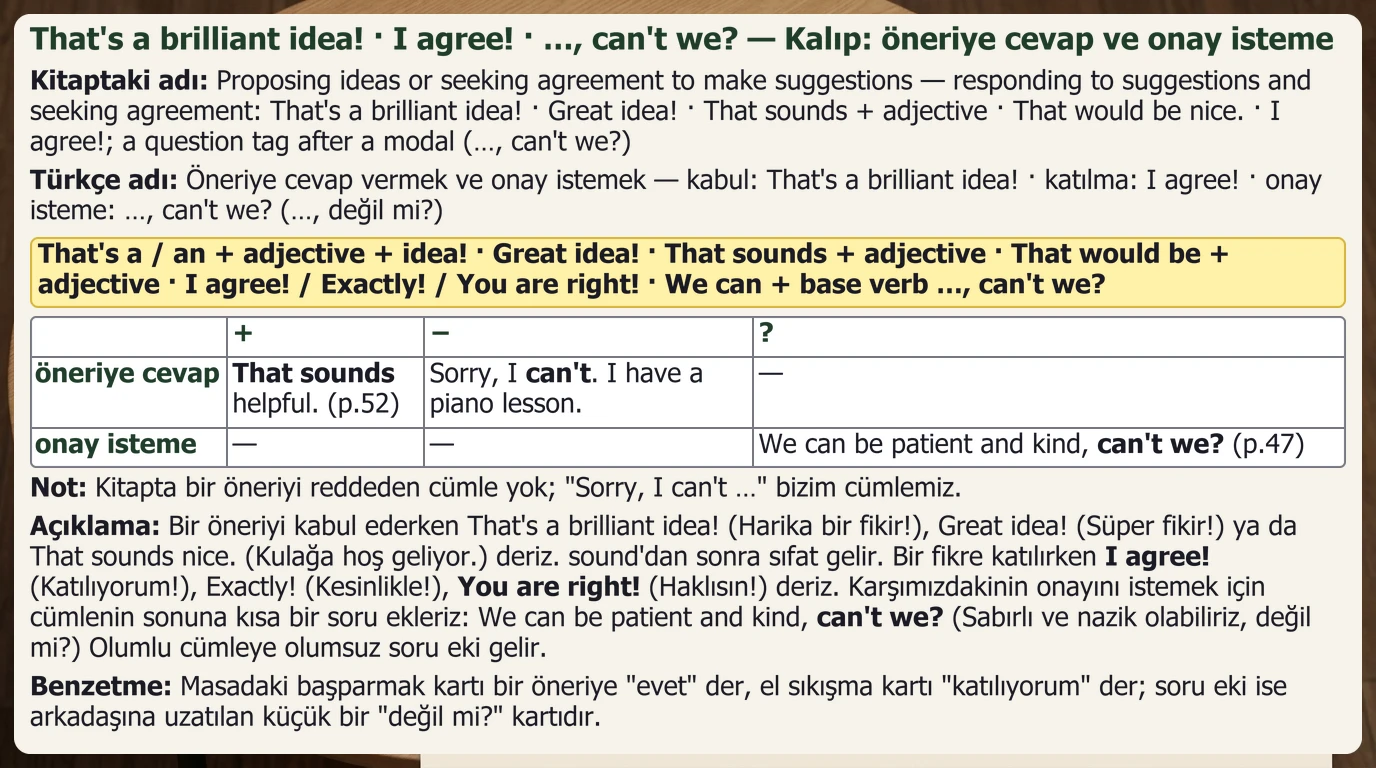 That's a brilliant idea! · I agree! · ..., can't we? — Kalıp: öneriye cevap ve onay isteme
Kitaptaki adı: Proposing ideas or seeking agreement to make suggestions — responding to suggestions and
seeking agreement: That's a brilliant idea! · Great idea! · That sounds + adjective · That would be nice. · I
agree!; a question tag after a modal (..., can't we?)
Türkçe adı: Öneriye cevap vermek ve onay istemek — kabul: That's a brilliant idea! · katılma: I agree! · onay
isteme: ..., can't we? (..., değil mi?)
That's a / an + adjective + idea! · Great idea! · That sounds + adjective · That would be +
adjective · I agree! / Exactly! / You are right! · We can + base verb ..., can't we?
+ − ?
öneriye cevap That sounds Sorry, I can't. I have a —
helpful. (p.52) piano lesson.
onay isteme — — We can be patient and kind, can't we? (p.47)
Not: Kitapta bir öneriyi reddeden cümle yok; "Sorry, I can't ..." bizim cümlemiz.
Açıklama: Bir öneriyi kabul ederken That's a brilliant idea! (Harika bir fikir!), Great idea! (Süper fikir!) ya da
That sounds nice. (Kulağa hoş geliyor.) deriz. sound'dan sonra sıfat gelir. Bir fikre katılırken I agree!
(Katılıyorum!), Exactly! (Kesinlikle!), You are right! (Haklısın!) deriz. Karşımızdakinin onayını istemek için
cümlenin sonuna kısa bir soru ekleriz: We can be patient and kind, can't we? (Sabırlı ve nazik olabiliriz, değil
mi?) Olumlu cümleye olumsuz soru eki gelir.
Benzetme: Masadaki başparmak kartı bir öneriye "evet" der, el sıkışma kartı "katılıyorum" der; soru eki ise
arkadaşına uzatılan küçük bir "değil mi?" kartıdır.